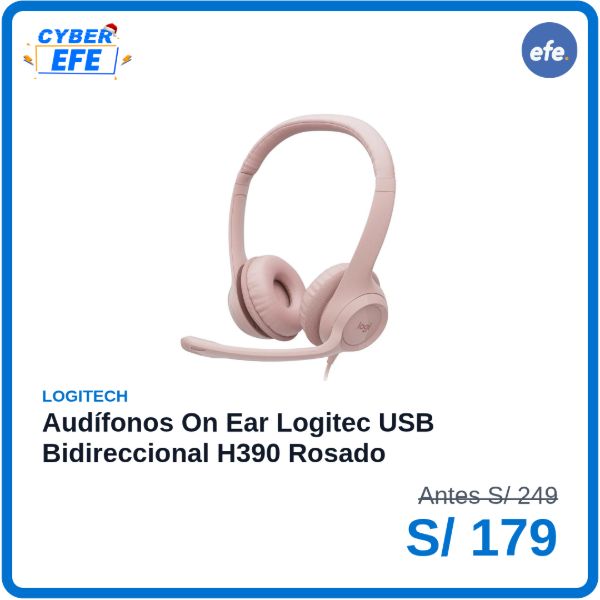 CYBER
EFE
efe.
logi
LOGITECH
Audífonos On Ear Logitec USB
Bidireccional H390 Rosado
Antes S/ 249
S/ 179